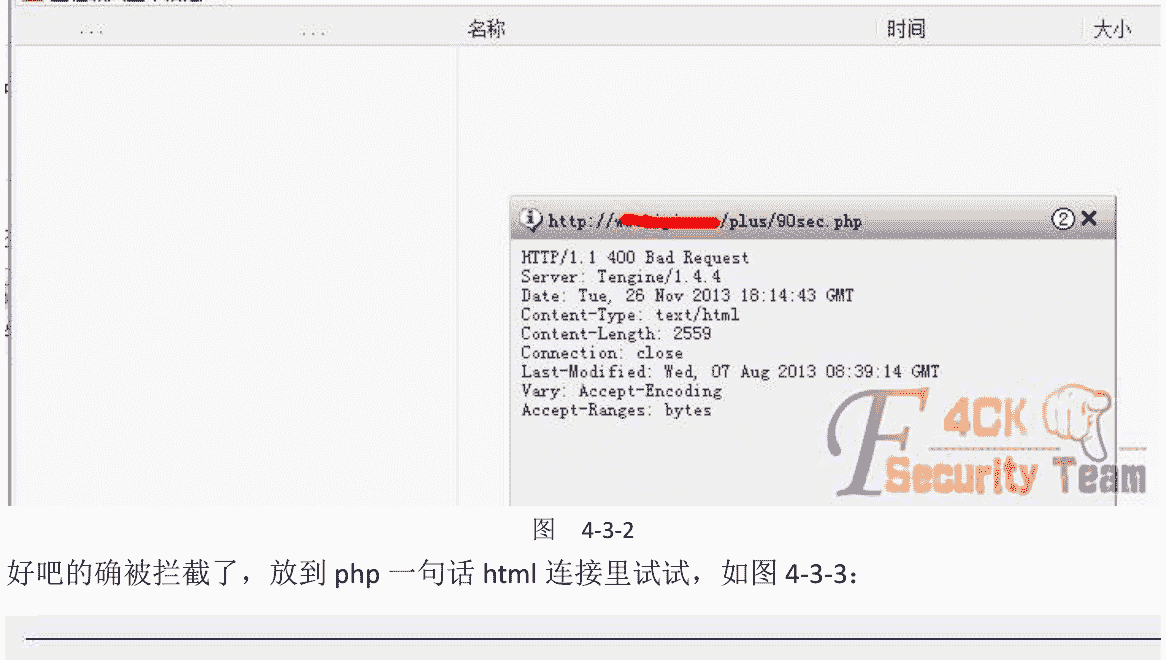 ... ... 名称 时间 大小
http://w /plus/90sec.php ②
HTTP/1.1 400 Bad Request
Server: Tengine/1.4.4
Date: Tue, 26 Nov 2013 18:14:43 GMT
Content-Type: text/html
Content-Length: 2559
Connection: close
Last-Modified: Wed, 07 Aug 2013 08:39:14 GMT
Vary: Accept-Encoding
Accept-Ranges: bytes
F4CK
Security Team
图 4-3-2
好吧的确被拦截了，放到 php 一句话 html 连接里试试，如图 4-3-3：